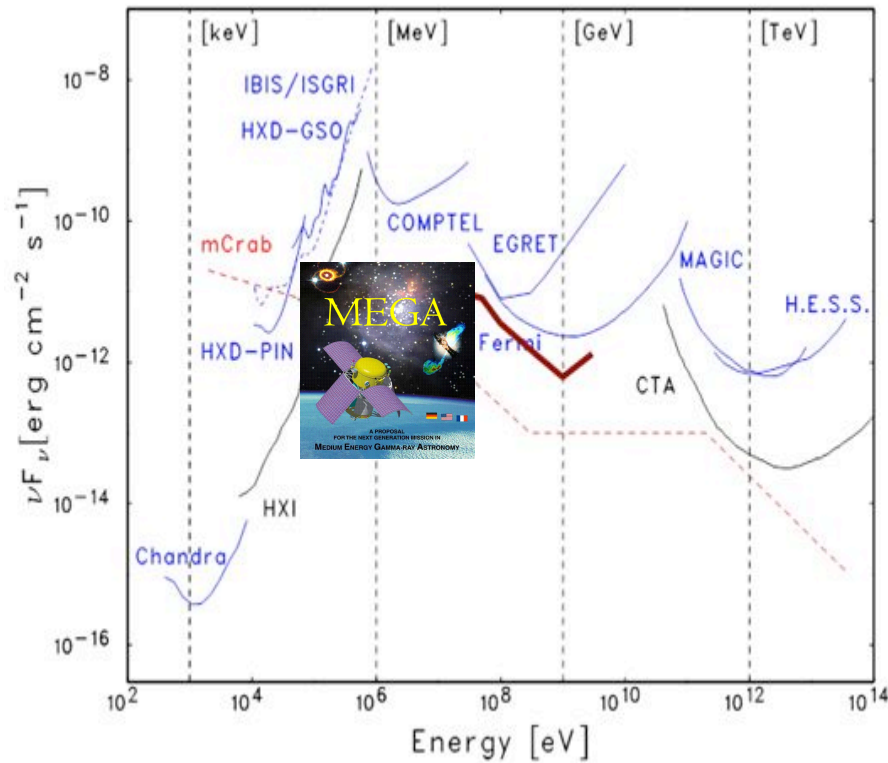 [keV]
[MeV]
[GeV]
[TeV]
10⁻⁸
IBIS/ISGRI
HXD-GSO
10⁻¹⁰
COMPTEL
mCrab
EGRET
MAGIC
MEGA
H.E.S.S.
HXD-PIN
Fermi
10⁻¹²
CTA
A PROPOSAL
FOR THE NEXT GENERATION MISSION IN
MEDIUM ENERGY GAMMA-RAY ASTRONOMY
10⁻¹⁴
HXI
Chandra
10⁻¹⁶
νF ν [erg cm⁻² s⁻¹]
10² 10⁴ 10⁶ 10⁸ 10¹⁰ 10¹² 10¹⁴
Energy [eV]